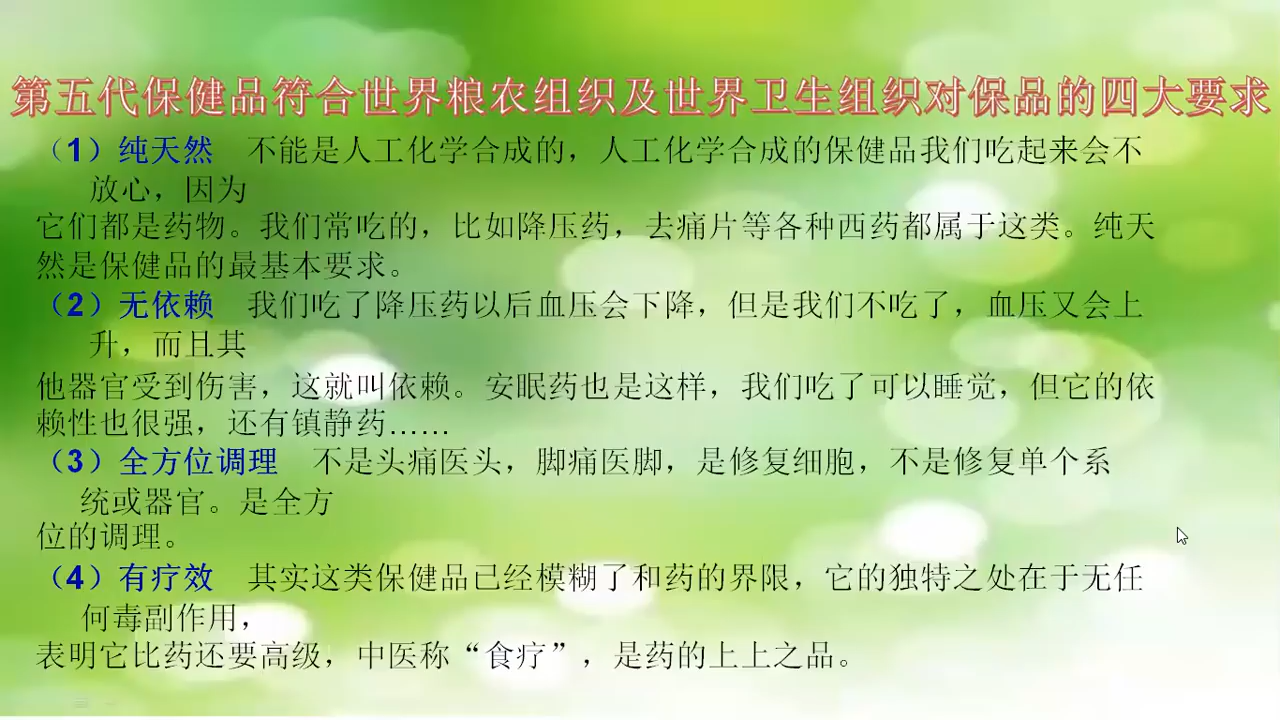 第五代保健品符合世界粮农组织及世界卫生组织对保品的四大要求
（1）纯天然 不能是人工化学合成的，人工化学合成的保健品我们吃起来会不
放心，因为
它们都是药物。我们常吃的，比如降压药，去痛片等各种西药都属于这类。纯天
然是保健品的最基本要求。
（2）无依赖 我们吃了降压药以后血压会下降，但是我们不吃了，血压又会上
升，而且其
他器官受到伤害，这就叫依赖。安眠药也是这样，我们吃了可以睡觉，但它的依
赖性也很强，还有镇静药……
（3）全方位调理 不是头痛医头，脚痛医脚，是修复细胞，不是修复单个系
统或器官。是全方
位的调理。
（4）有疗效 其实这类保健品已经模糊了和药的界限，它的独特之处在于无任
何毒副作用，
表明它比药还要高级，中医称“食疗”，是药的上上之品。